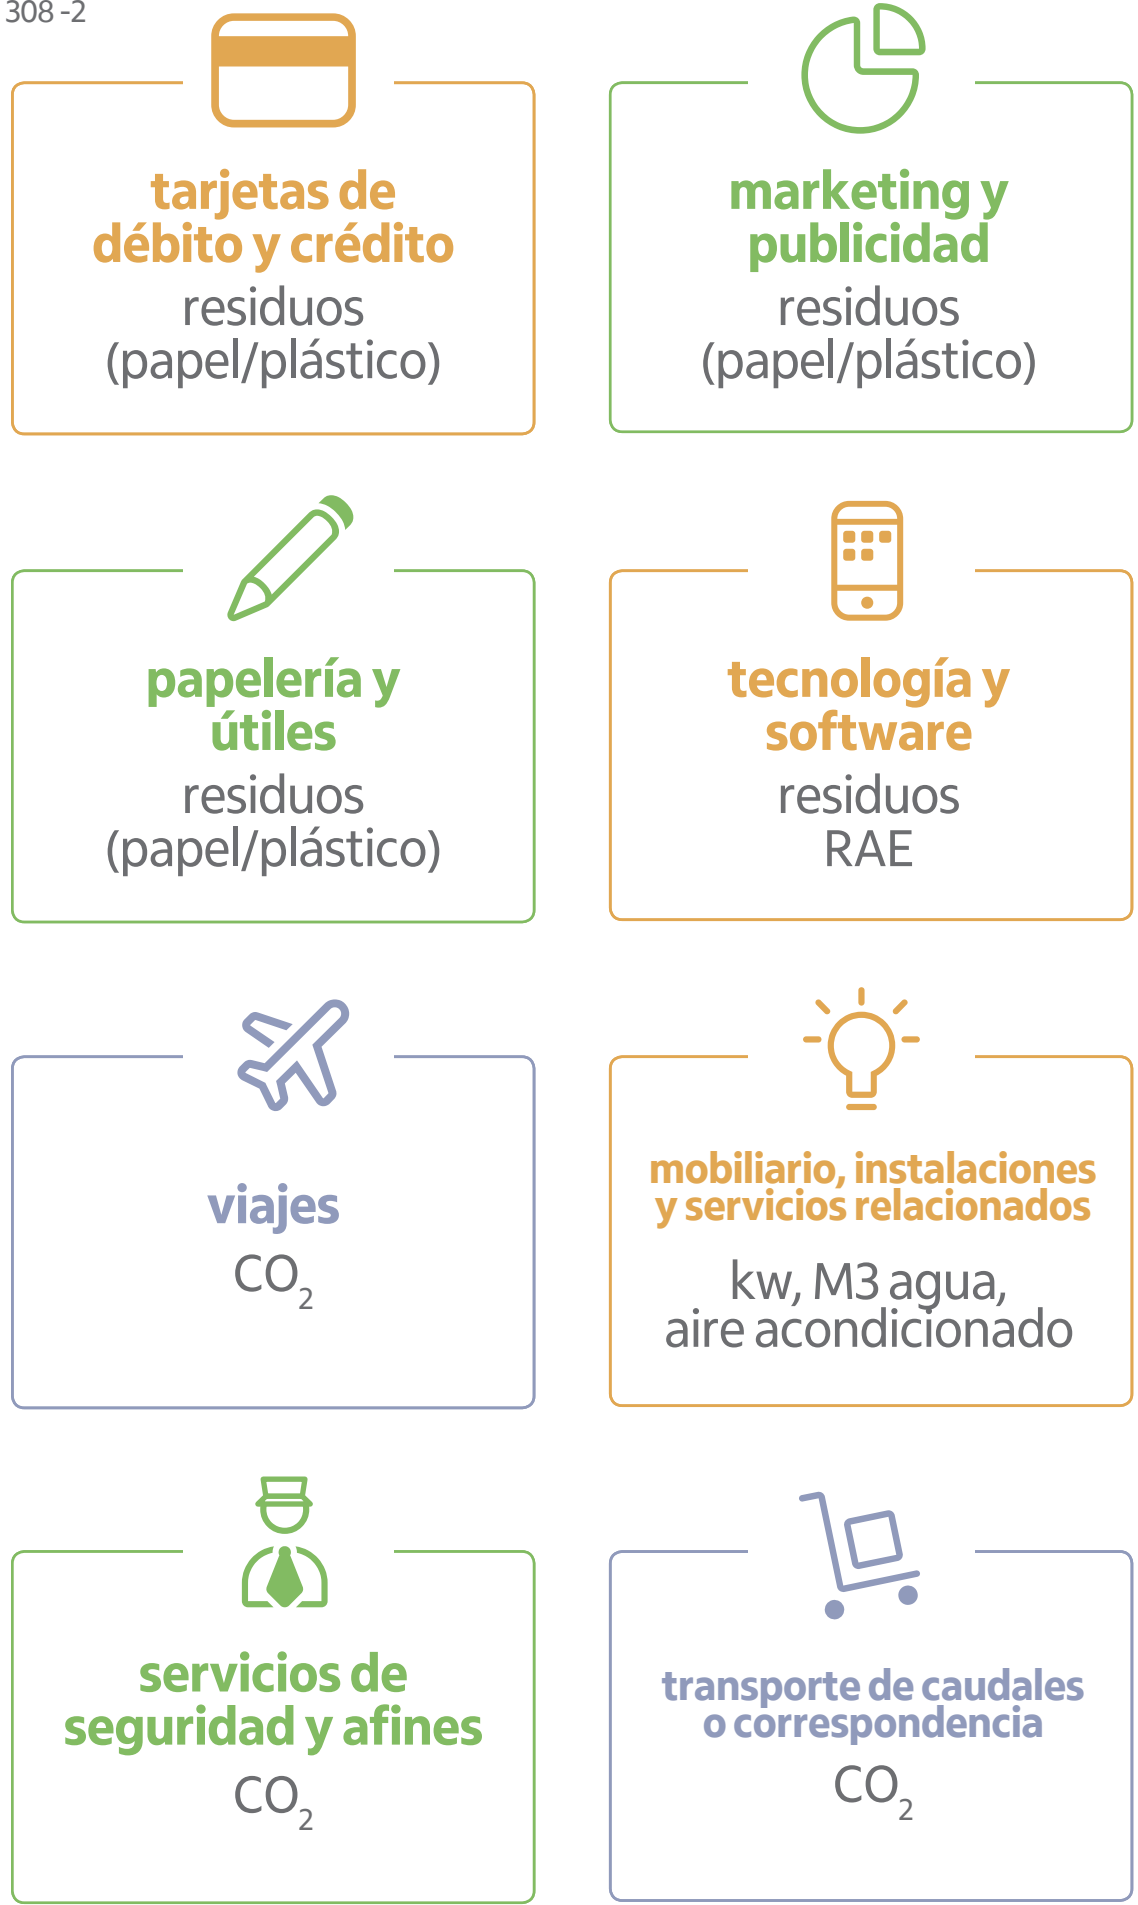 308 -2
tarjetas de
débito y crédito
residuos
(papel/plástico)
marketing y
publicidad
residuos
(papel/plástico)
papelería y
útiles
residuos
(papel/plástico)
tecnología y
software
residuos
RAE
viajes
CO₂
mobiliario, instalaciones
y servicios relacionados
kw, M3 agua,
aire acondicionado
servicios de
seguridad y afines
CO₂
transporte de caudales
o correspondencia
CO₂